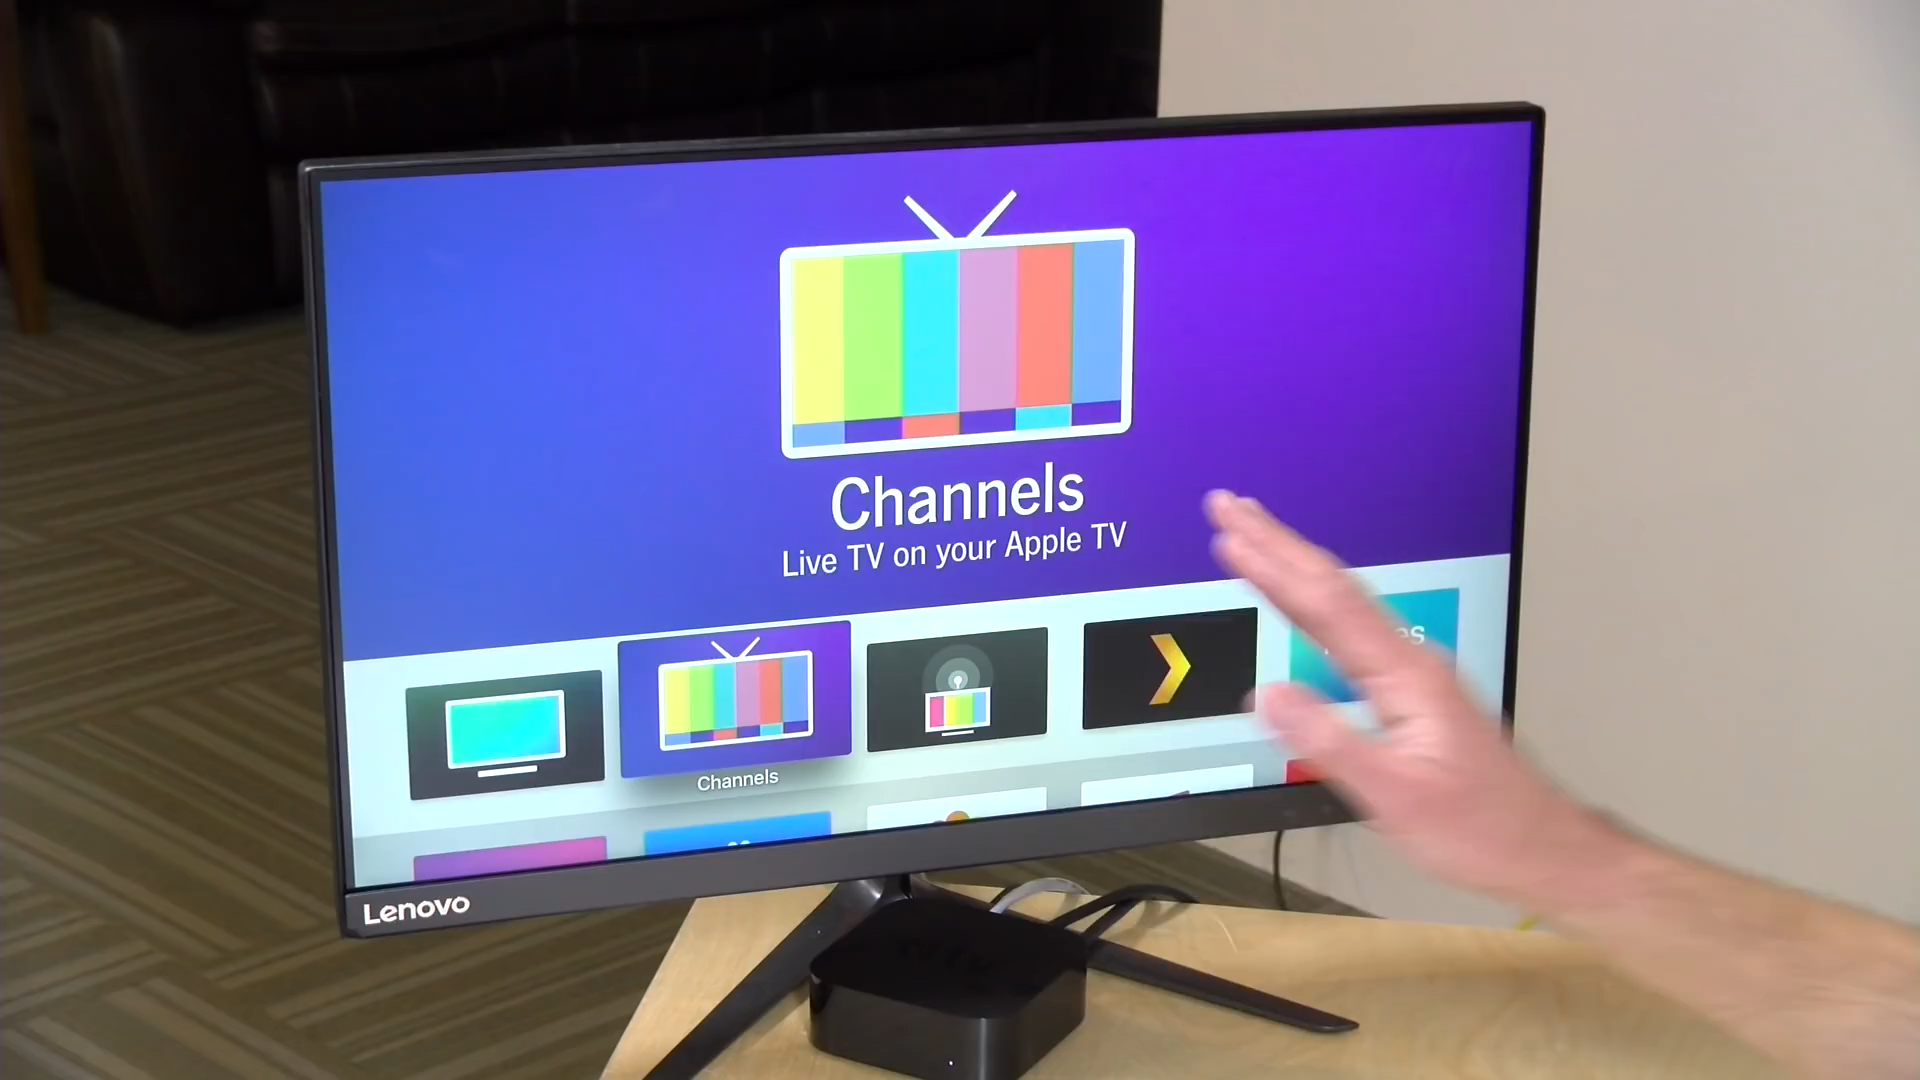 Channels
Live TV on your Apple TV
Channels
Lenovo